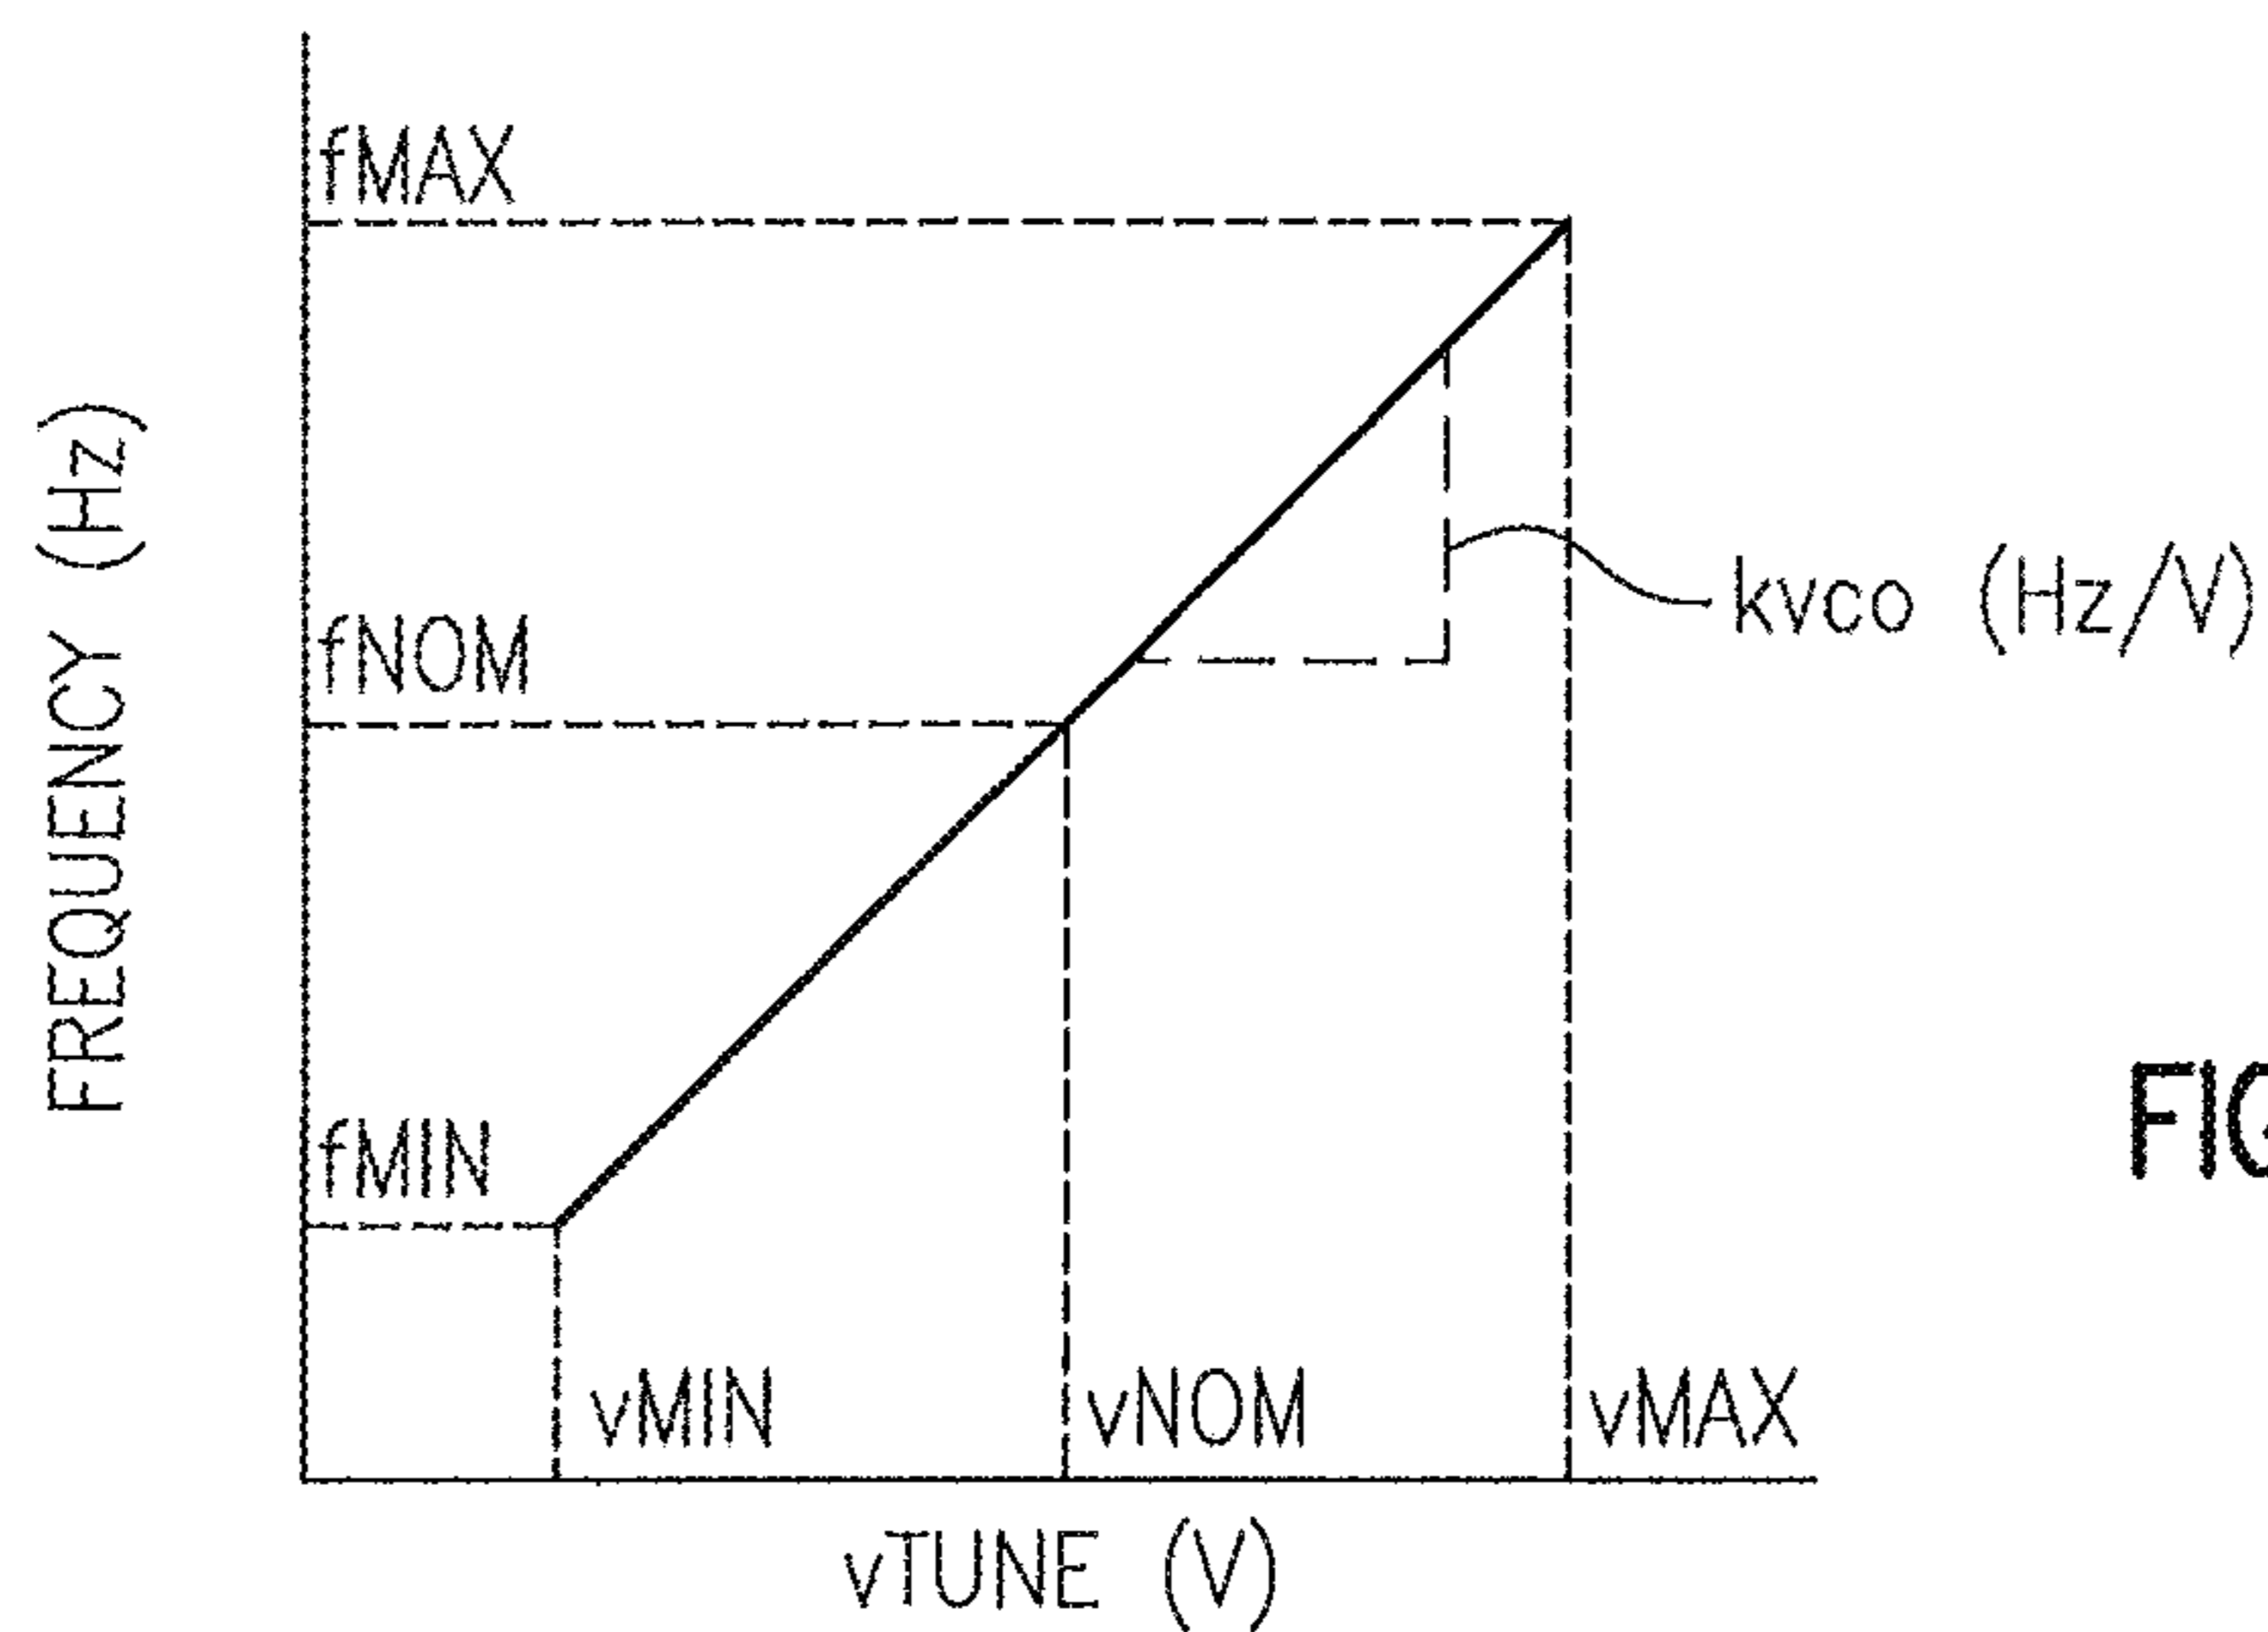 fMAX
FREQUENCY (Hz)
kvco (Hz/V)
fNOM
fMIN
vMIN
vNOM
vMAX
vTUNE (V)